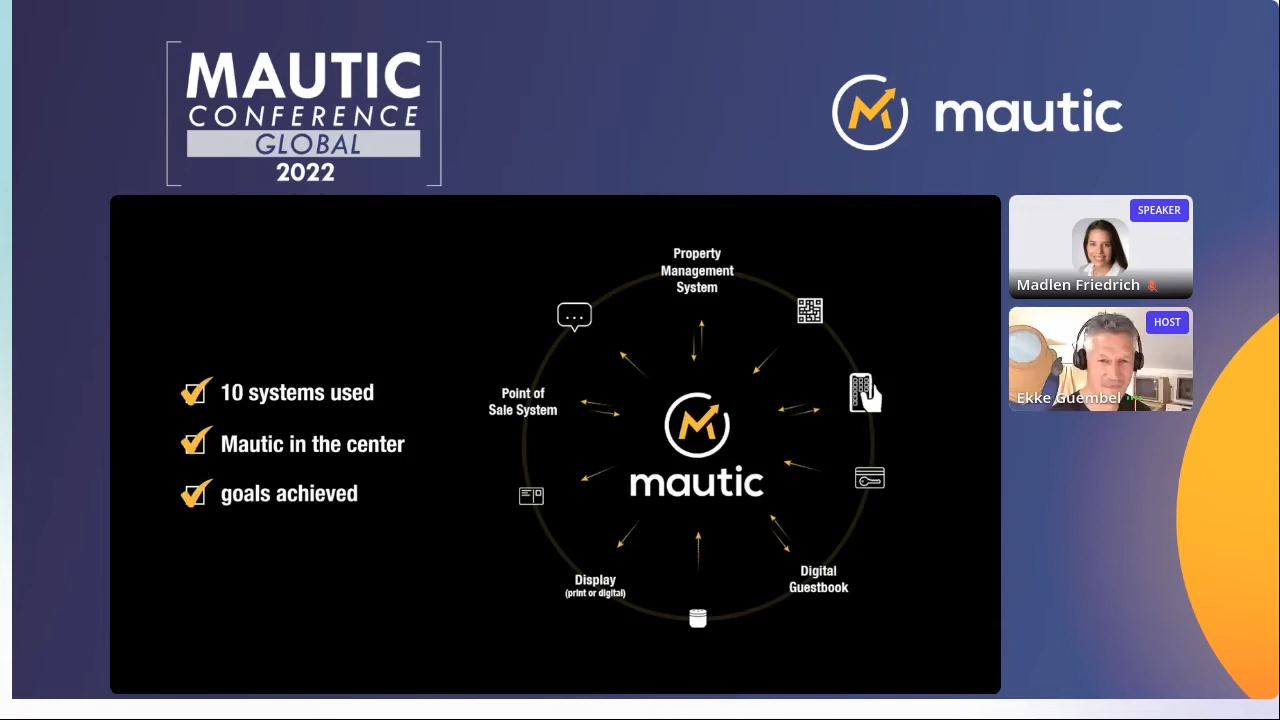 MAUTIC
CONFERENCE
GLOBAL
2022
mautic
10 systems used
Mautic in the center
goals achieved
Property
Management
System
Point of
Sale System
mautic
Display
(print or digital)
Digital
Guestbook
SPEAKER
Madlen Friedrich
HOST
Ekke Guembel